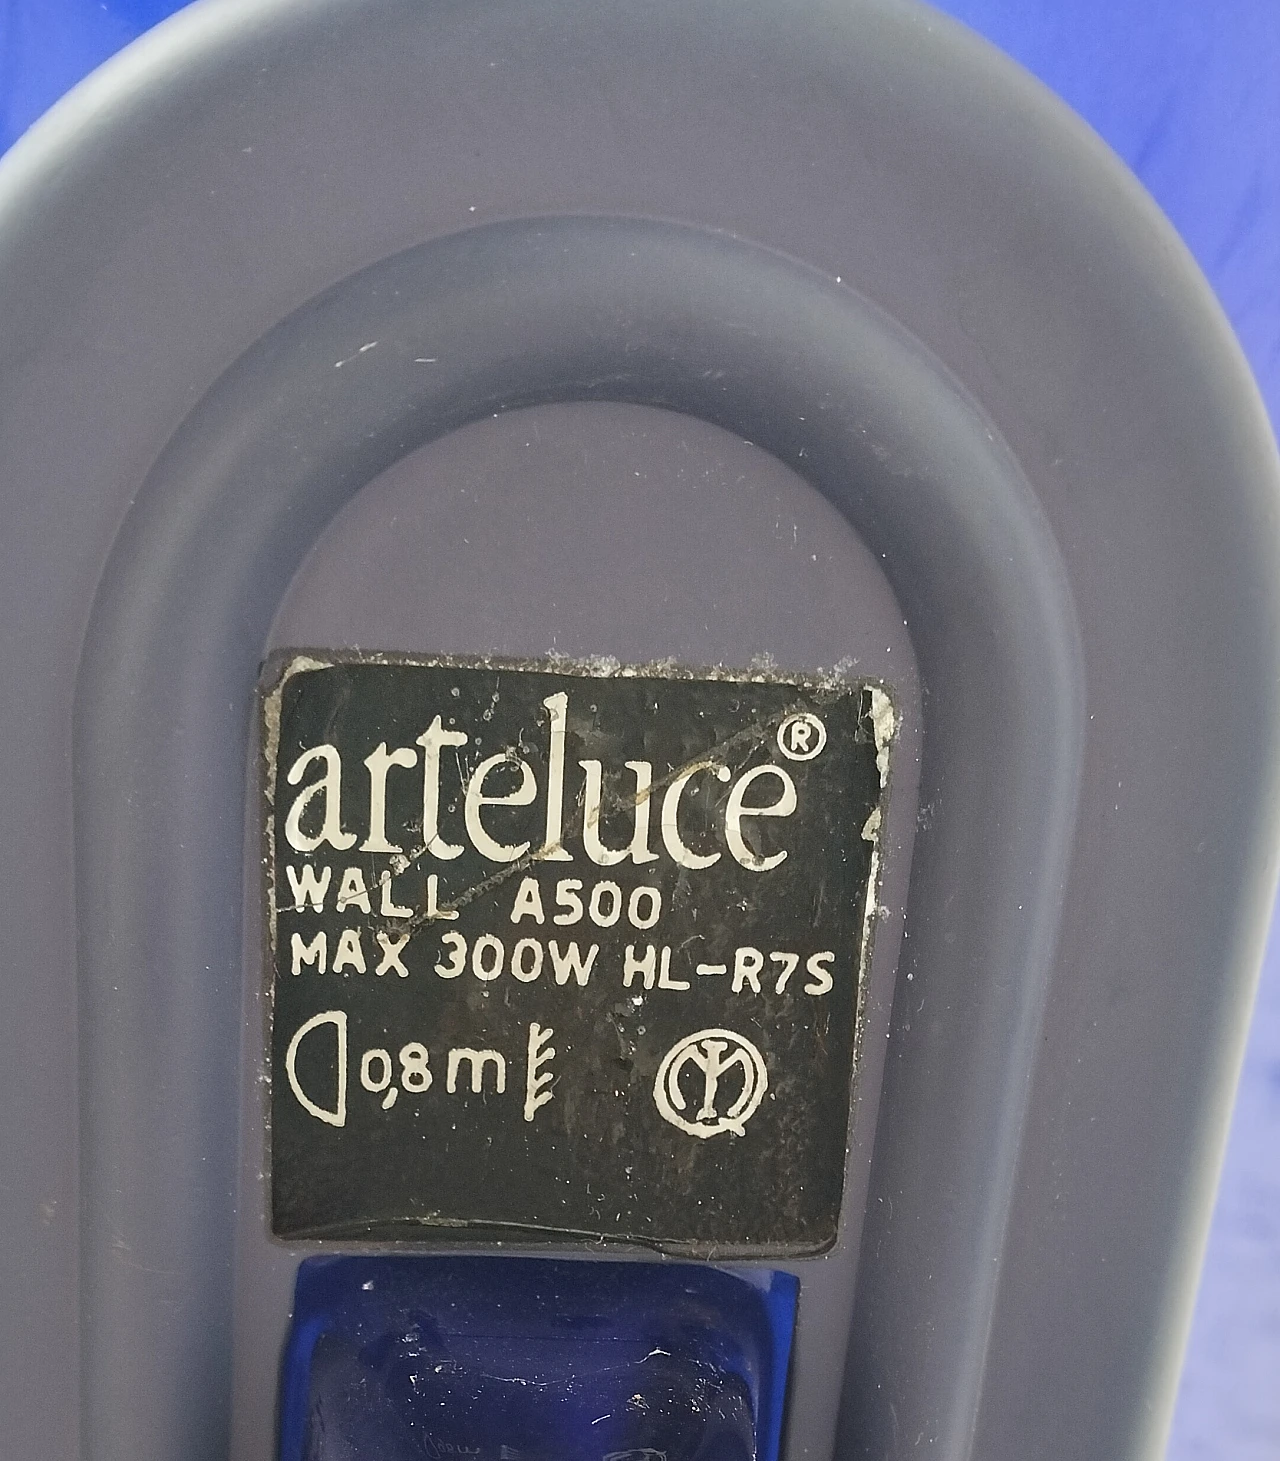 arteluce®
WALL A500
MAX 300W HL-R7S
0,8m